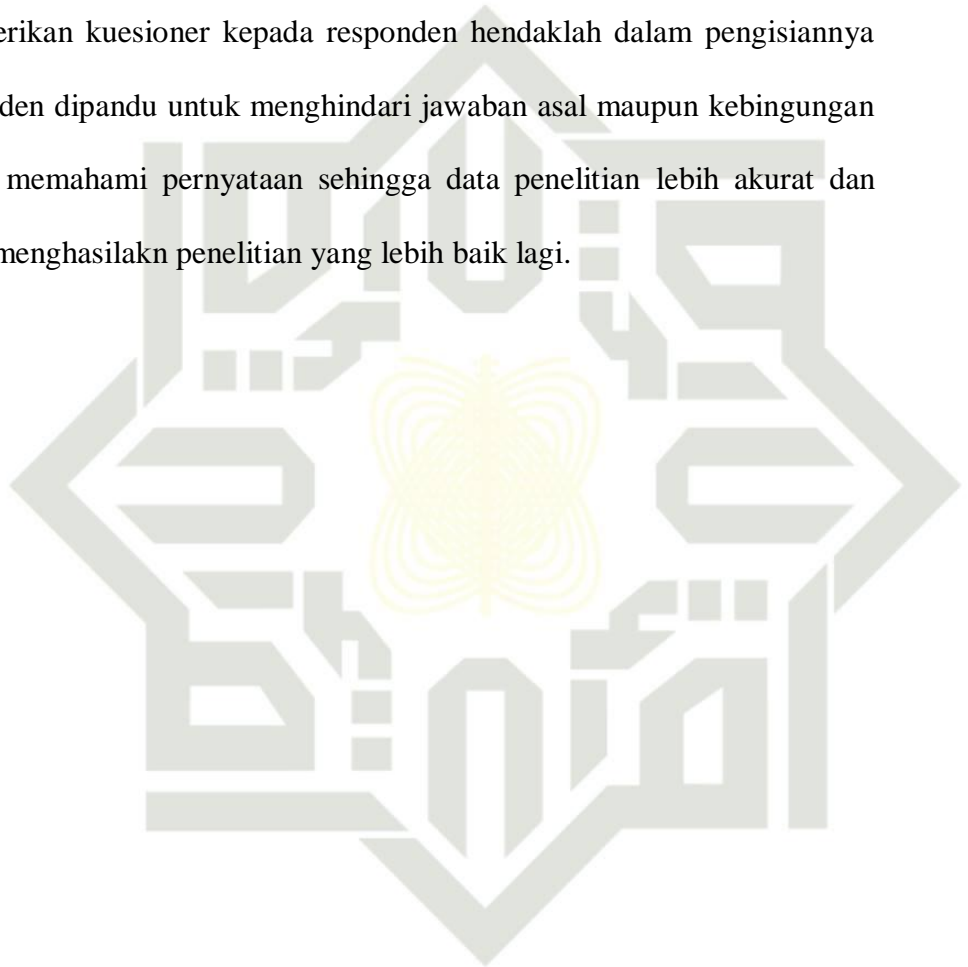 erikan kuesioner kepada responden hendaklah dalam pengisiannya
den dipandu untuk menghindari jawaban asal maupun kebingungan
memahami pernyataan sehingga data penelitian lebih akurat dan
menghasilakn penelitian yang lebih baik lagi.